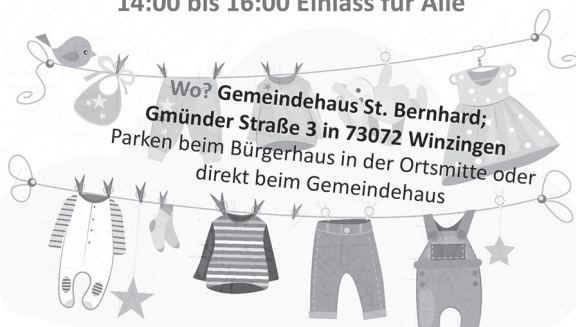 14:00 bis 16:00 Einlass für Alle
Wo? Gemeindehaus St. Bernhard;
Gmünder Straße 3 in 73072 Winzingen
Parken beim Bürgerhaus in der Ortsmitte oder
direkt beim Gemeindehaus